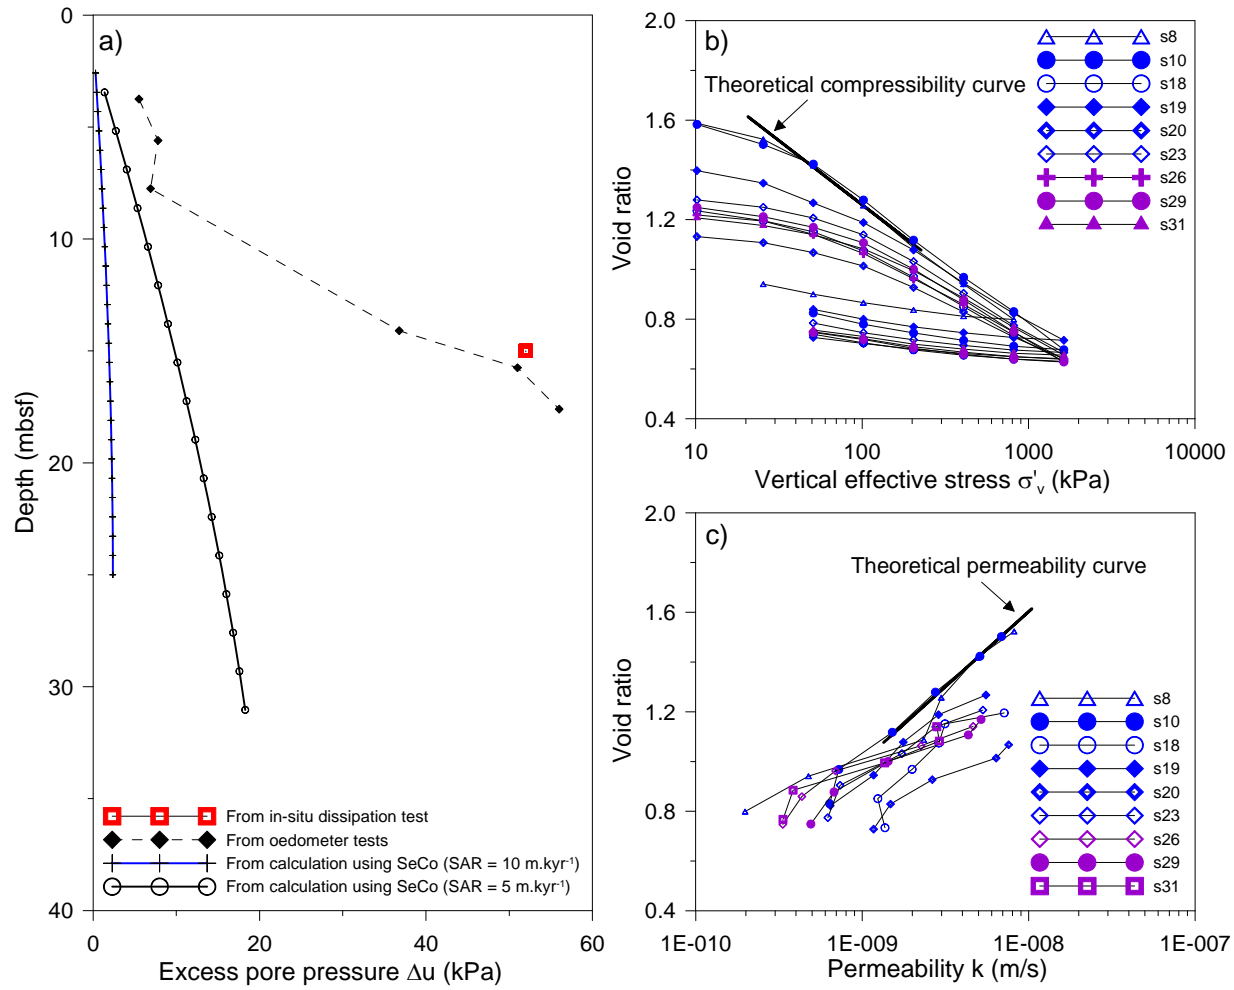 a)
0
10
20
30
40
Depth (mbsf)
From in-situ dissipation test
From oedometer tests
From calculation using SeCo (SAR = 10 m.kyr⁻¹)
From calculation using SeCo (SAR = 5 m.kyr⁻¹)
0 20 40 60
Excess pore pressure Δu (kPa)
b)
2.0
1.6
1.2
0.8
0.4
Void ratio
Theoretical compressibility curve
s8
s10
s18
s19
s20
s23
s26
s29
s31
10 100 1000 10000
Vertical effective stress σ'v (kPa)
c)
2.0
1.6
1.2
0.8
0.4
Void ratio
Theoretical permeability curve
s8
s10
s18
s19
s20
s23
s26
s29
s31
1E-010 1E-009 1E-008 1E-007
Permeability k (m/s)